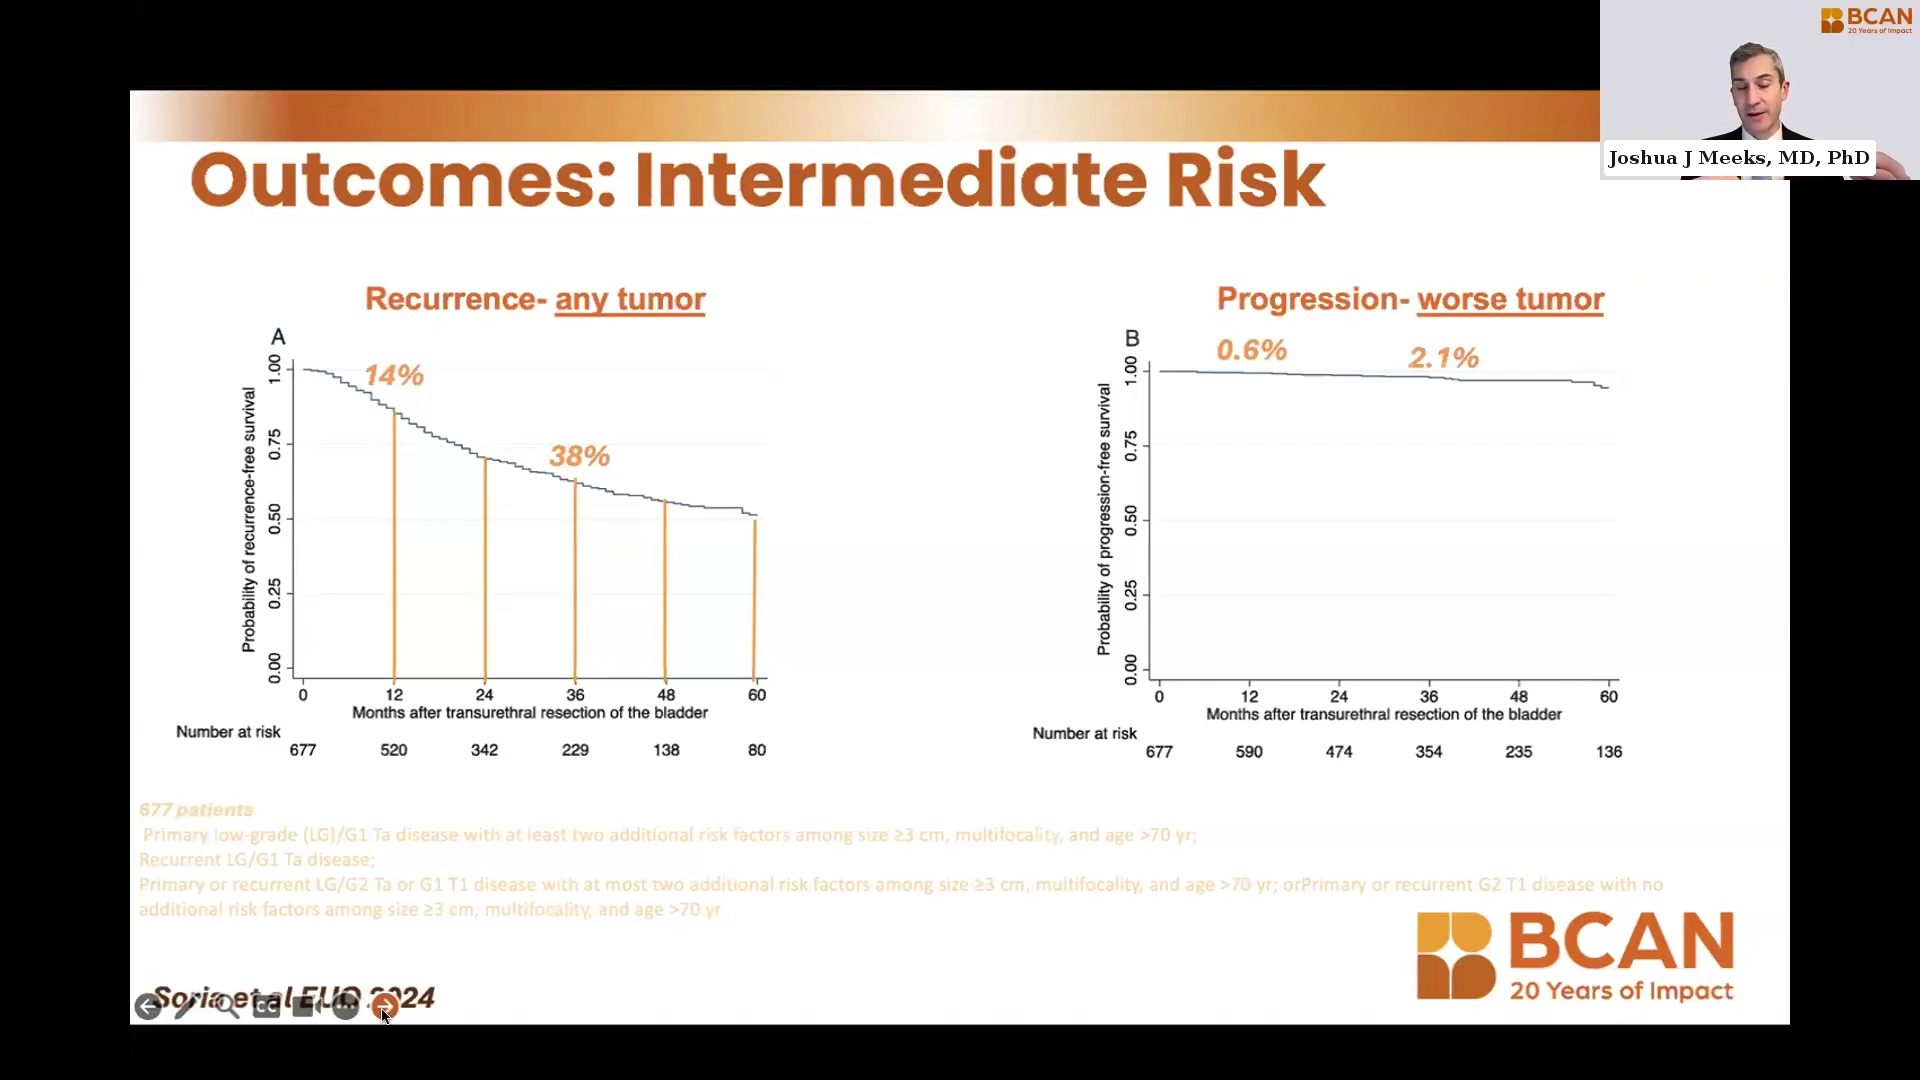 BCAN
20 Years of Impact
Joshua J Meeks, MD, PhD
Outcomes: Intermediate Risk
Recurrence- any tumor
A
14%
38%
Probability of recurrence-free survival
1.00
0.75
0.50
0.25
0.00
0 12 24 36 48 60
Months after transurethral resection of the bladder
Number at risk
677 520 342 229 138 80
Progression- worse tumor
B
0.6% 2.1%
Probability of progression-free survival
1.00
0.75
0.50
0.25
0.00
0 12 24 36 48 60
Months after transurethral resection of the bladder
Number at risk
677 590 474 354 235 136
677 patients
Primary low-grade (LG)/G1 Ta disease with at least two additional risk factors among size ≥3 cm, multifocality, and age >70 yr;
Recurrent LG/G1 Ta disease;
Primary or recurrent LG/G2 Ta or G1 T1 disease with at most two additional risk factors among size ≥3 cm, multifocality, and age >70 yr; orPrimary or recurrent G2 T1 disease with no
additional risk factors among size ≥3 cm, multifocality, and age >70 yr
Soria et al EUO 2024
CC
BCAN
20 Years of Impact